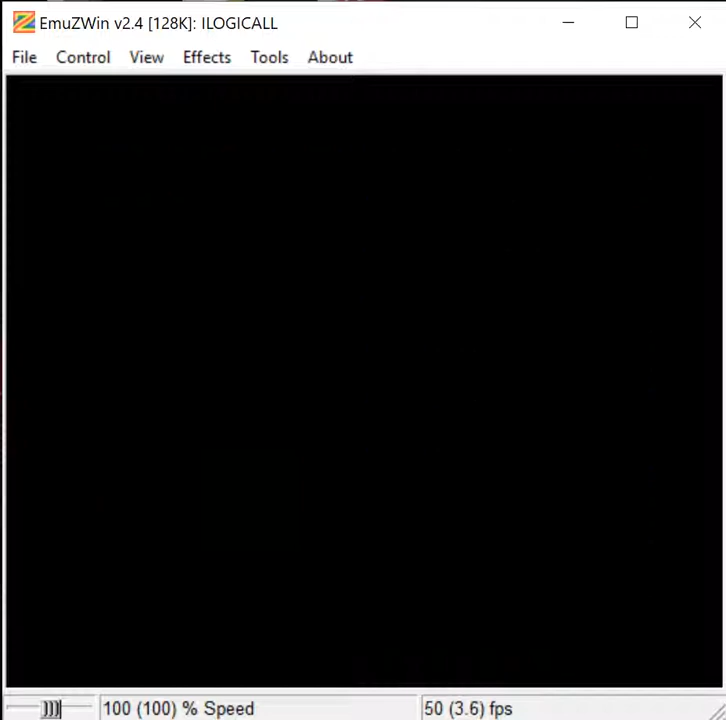 EmuZWin v2.4 [128K]: ILOGICALL
File Control View Effects Tools About
100 (100) % Speed 50 (3.6) fps